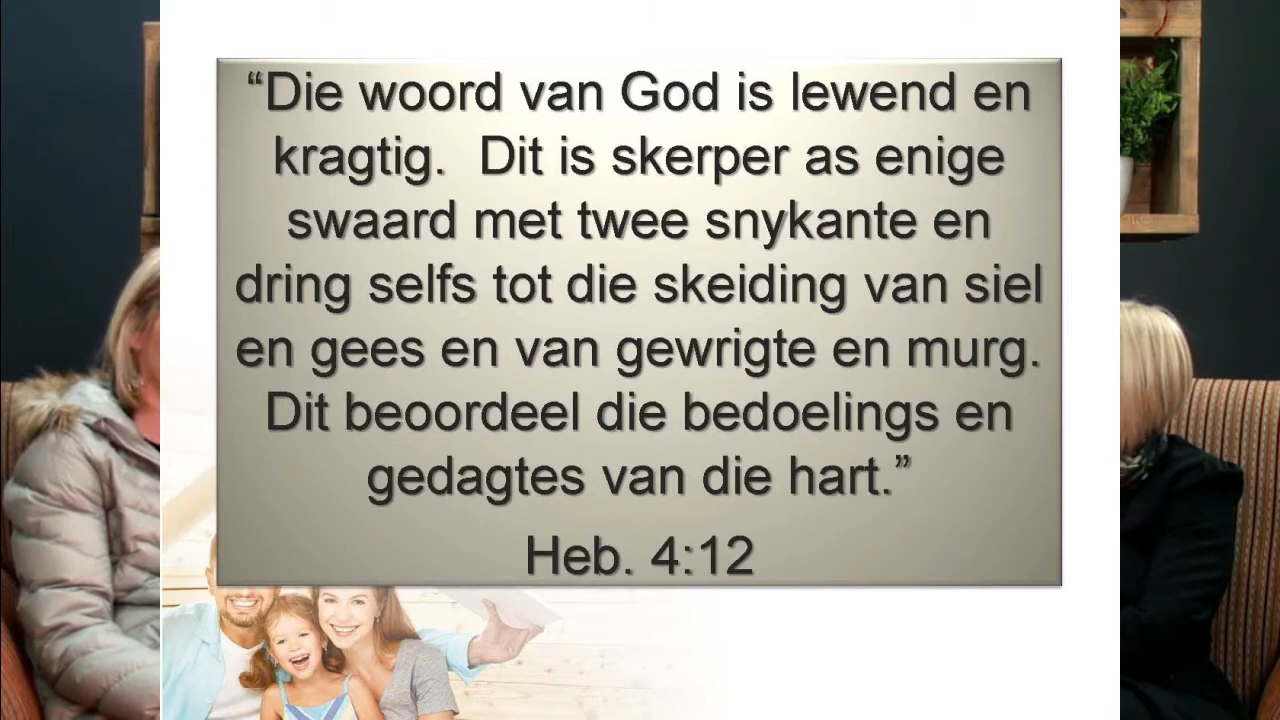 “Die woord van God is lewend en
kragtig.  Dit is skerper as enige
swaard met twee snykante en
dring selfs tot die skeiding van siel
en gees en van gewrigte en murg.
Dit beoordeel die bedoelings en
gedagtes van die hart.”
Heb. 4:12